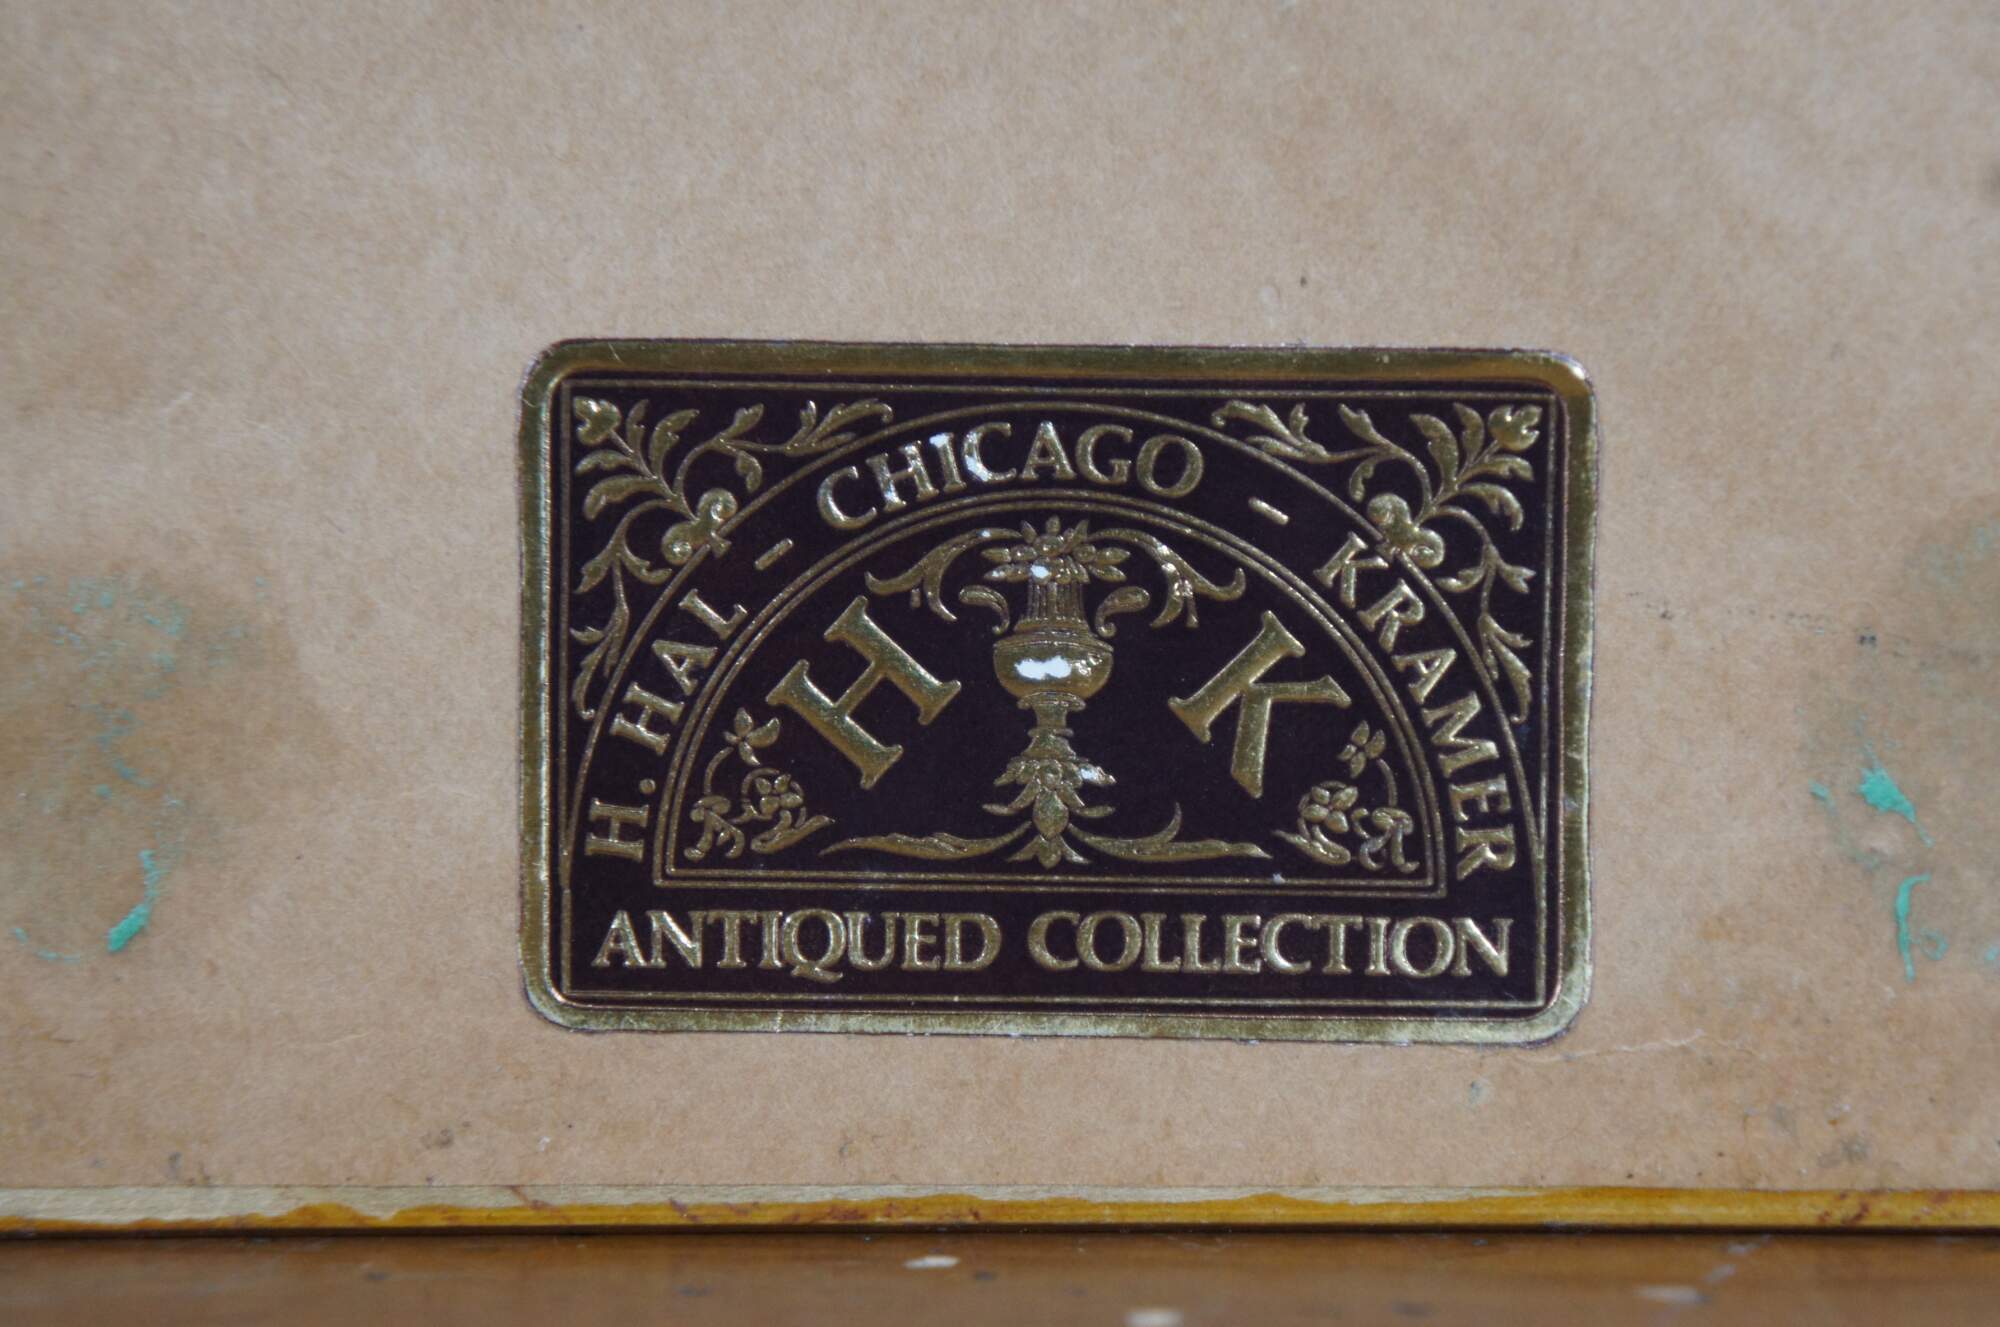 H. HAL - CHICAGO - KRAMER
H K
ANTIQUED COLLECTION